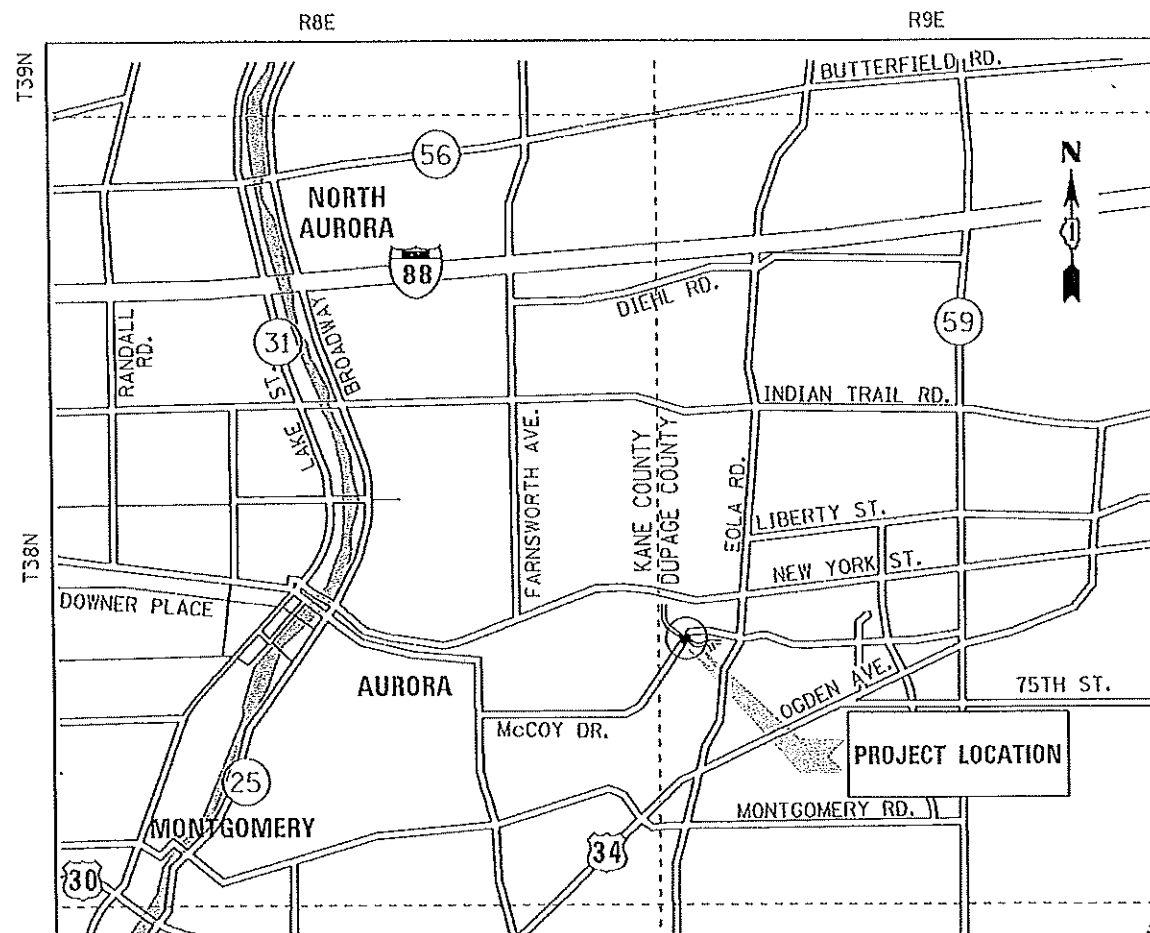 R8E
R9E
T39N
BUTTERFIELD RD.
56
N
1
NORTH
AURORA
88
DIEHL RD.
59
RANDALL
RD.
31
BROADWAY
LAKE ST.
INDIAN TRAIL RD.
FARNSWORTH AVE.
KANE COUNTY
DUPAGE COUNTY
EOLA RD.
LIBERTY ST.
T38N
NEW YORK ST.
DOWNER PLACE
AURORA
OGDEN AVE.
75TH ST.
McCOY DR.
PROJECT LOCATION
25
MONTGOMERY RD.
MONTGOMERY
34
30